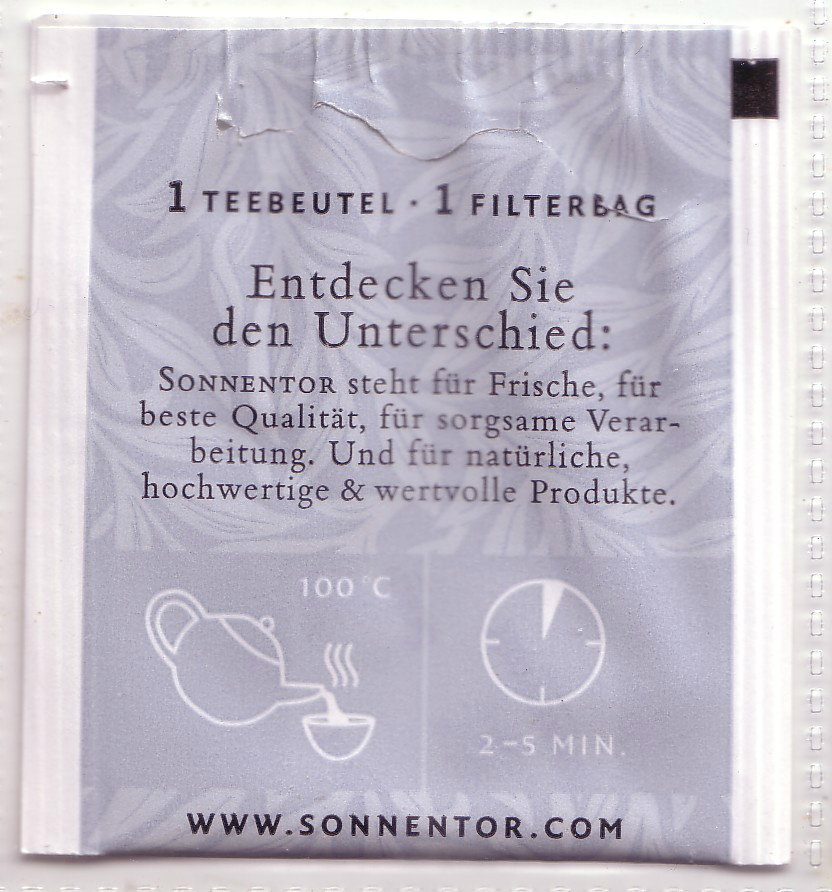 1 TEEBEUTEL · 1 FILTERBAG
Entdecken Sie
den Unterschied:
SONNENTOR steht für Frische, für
beste Qualität, für sorgsame Verar-
beitung. Und für natürliche,
hochwertige & wertvolle Produkte.
100 °C
2-5 MIN.
WWW.SONNENTOR.COM